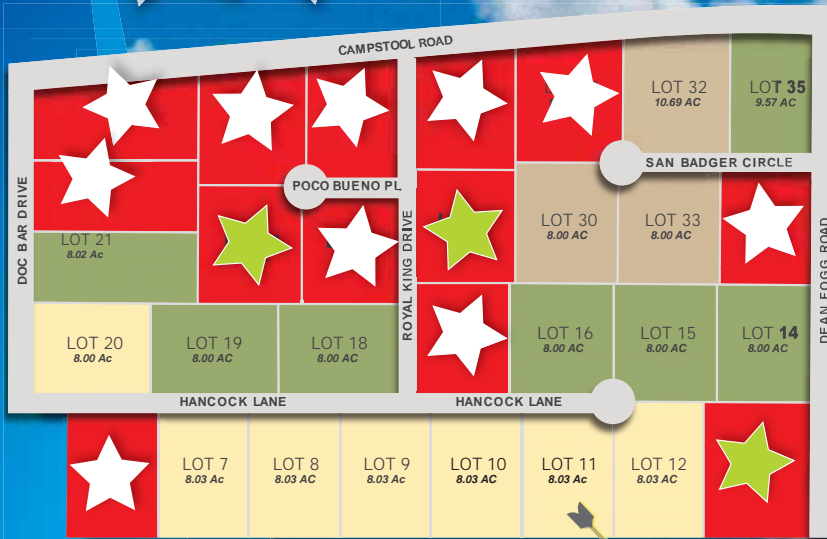 CAMPSTOOL ROAD
LOT 32
10.69 AC
LOT 35
9.57 AC
SAN BADGER CIRCLE
POCO BUENO PL
DOC BAR DRIVE
ROYAL KING DRIVE
DEAN FOGG ROAD
LOT 21
8.02 Ac
LOT 30
8.00 AC
LOT 33
8.00 AC
LOT 20
8.00 Ac
LOT 19
8.00 AC
LOT 18
8.00 AC
LOT 16
8.00 AC
LOT 15
8.00 AC
LOT 14
8.00 AC
HANCOCK LANE
HANCOCK LANE
LOT 7
8.03 Ac
LOT 8
8.03 Ac
LOT 9
8.03 Ac
LOT 10
8.03 AC
LOT 11
8.03 Ac
LOT 12
8.03 AC